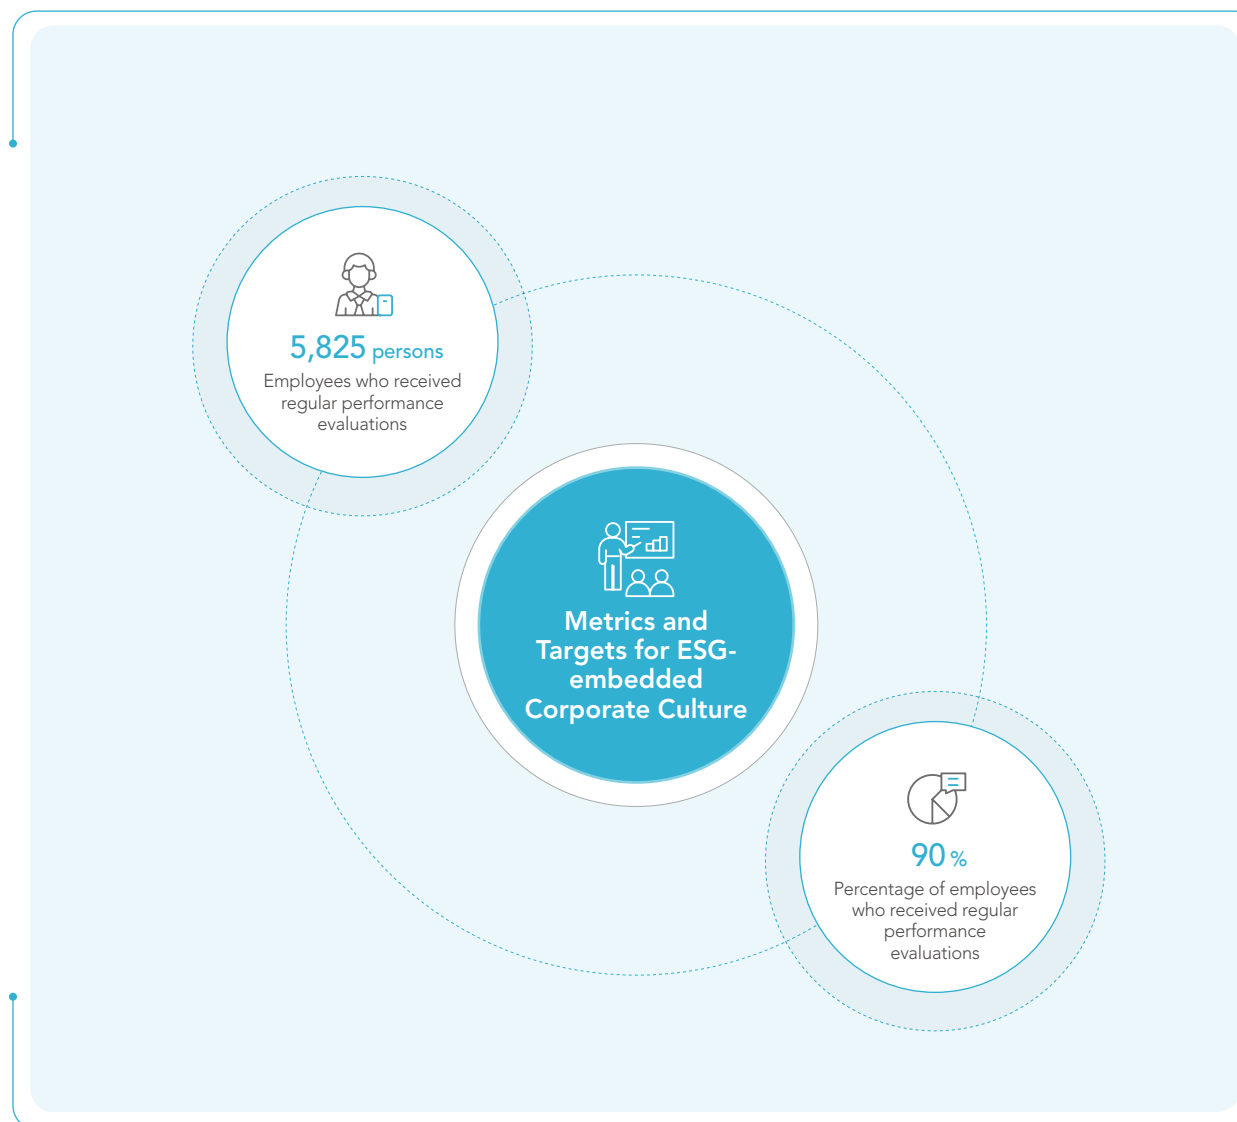 5,825 persons
Employees who received
regular performance
evaluations
Metrics and
Targets for ESG-
embedded
Corporate Culture
90 %
Percentage of employees
who received regular
performance
evaluations